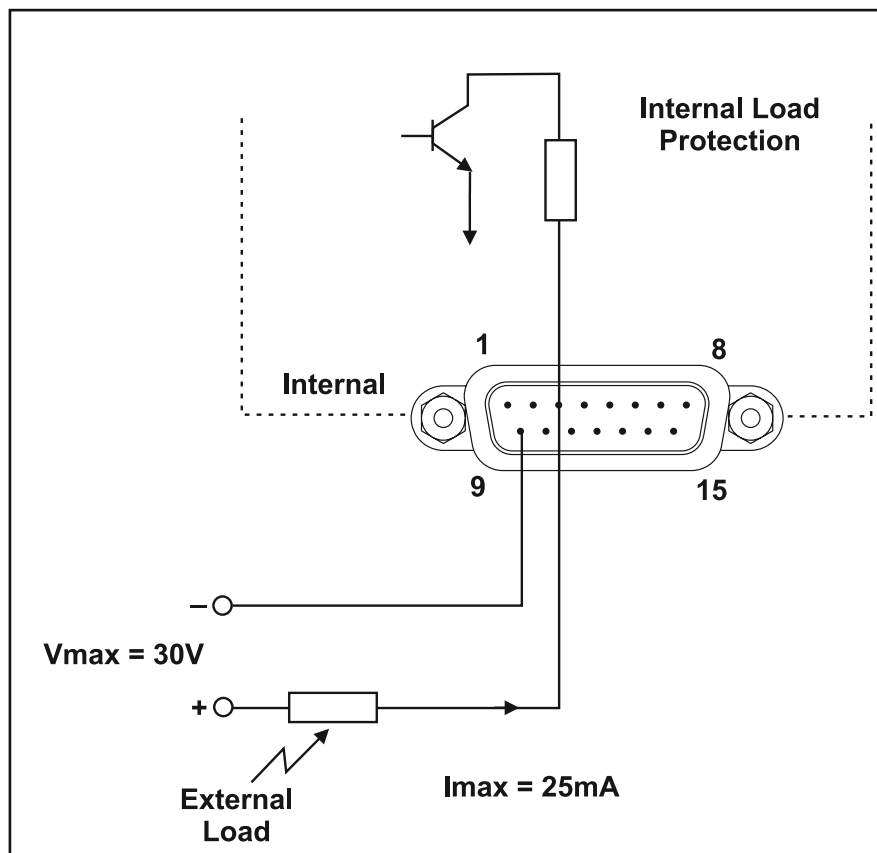 Internal Load
Protection
1
8
Internal
9
15
–
Vmax = 30V
+
External
Load
Imax = 25mA